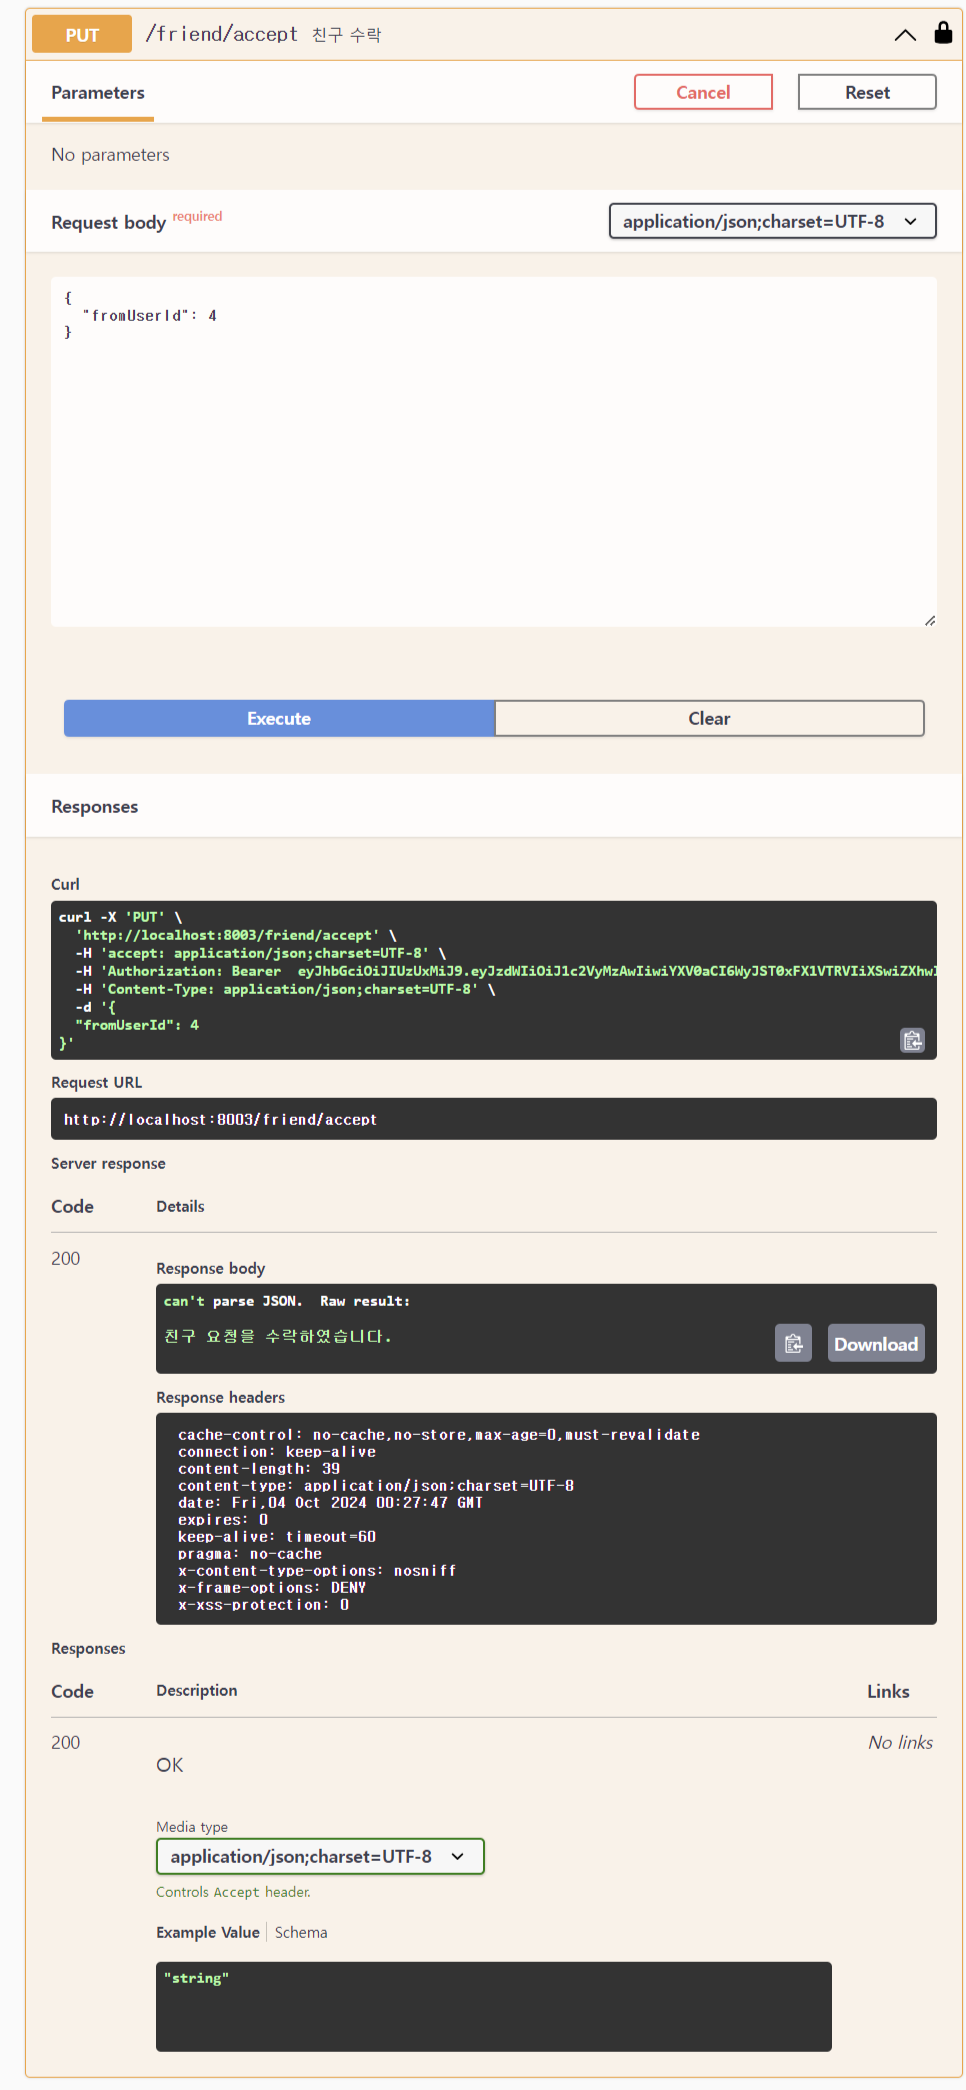 PUT /friend/accept 친구 수락
Parameters
Cancel
Reset
No parameters
Request body required
application/json;charset=UTF-8
{
"fromUserId": 4
}
Execute
Clear
Responses
Curl
curl -X 'PUT' \
'http://localhost:8003/friend/accept' \
-H 'accept: application/json;charset=UTF-8' \
-H 'Authorization: Bearer
-H 'Content-Type: application/json;charset=UTF-8' \
-d '{
"fromUserId": 4
}'
Request URL
http://localhost:8003/friend/accept
Server response
Code Details
200
Response body
can't parse JSON. Raw result:
친구 요청을 수락하였습니다.
Download
Response headers
cache-control: no-cache,no-store,max-age=0,must-revalidate
connection: keep-alive
content-length: 39
content-type: application/json;charset=UTF-8
date: Fri,04 Oct 2024 00:27:47 GMT
expires: 0
keep-alive: timeout=60
pragma: no-cache
x-content-type-options: nosniff
x-frame-options: DENY
x-xss-protection: 0
Responses
Code Description Links
200 No links
OK
Media type
application/json;charset=UTF-8
Controls Accept header.
Example Value Schema
"string"